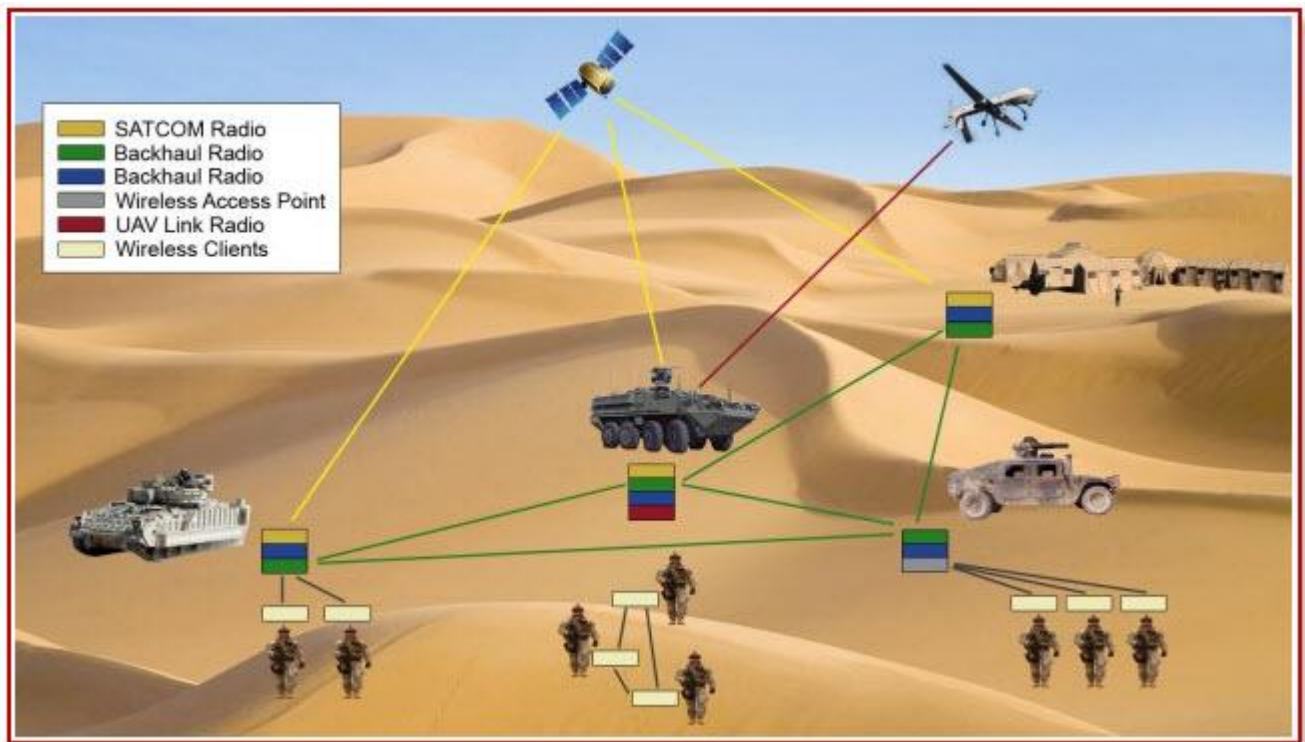 SATCOM Radio
Backhaul Radio
Backhaul Radio
Wireless Access Point
UAV Link Radio
Wireless Clients